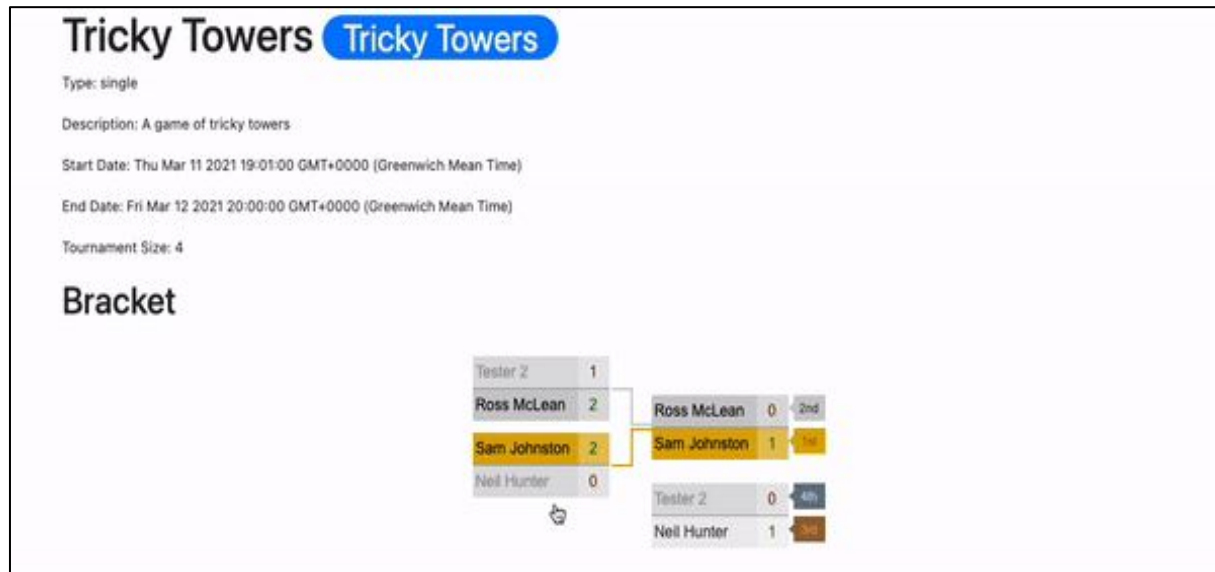 Tricky Towers Tricky Towers
Type: single
Description: A game of tricky towers
Start Date: Thu Mar 11 2021 19:01:00 GMT+0000 (Greenwich Mean Time)
End Date: Fri Mar 12 2021 20:00:00 GMT+0000 (Greenwich Mean Time)
Tournament Size: 4
Bracket
Tester 2 1
Ross McLean 2
Sam Johnston 2
Neil Hunter 0
Ross McLean 0 2nd
Sam Johnston 1 1st
Tester 2 0 4th
Neil Hunter 1 3rd